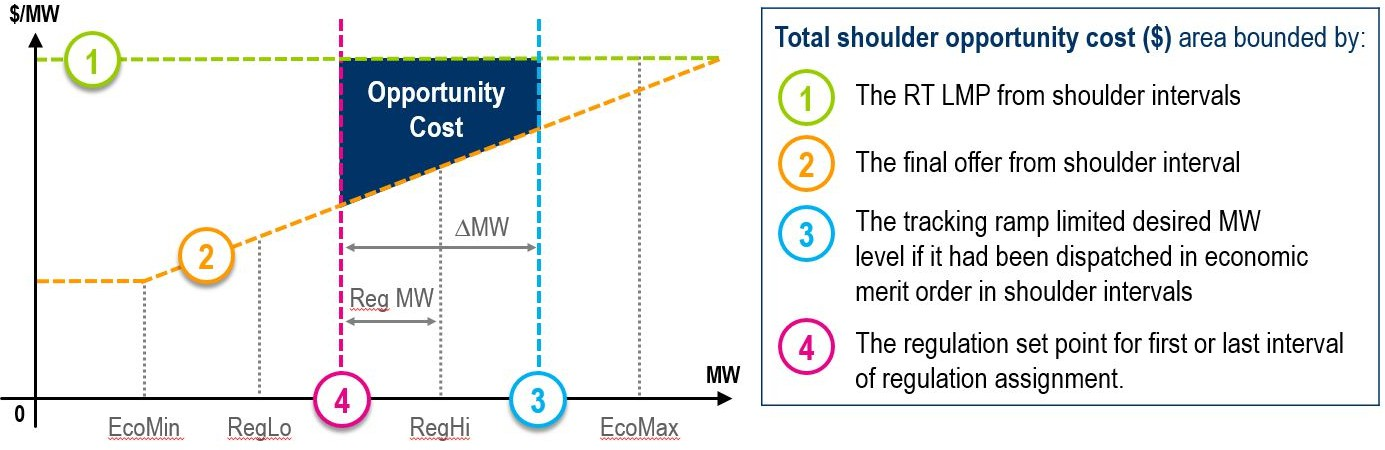 $/MW
1
Opportunity
Cost
2
ΔMW
Reg MW
MW
0
4
3
EcoMin
RegLo
RegHi
EcoMax
Total shoulder opportunity cost ($) area bounded by:
1
The RT LMP from shoulder intervals
2
The final offer from shoulder interval
3
The tracking ramp limited desired MW
level if it had been dispatched in economic
merit order in shoulder intervals
4
The regulation set point for first or last interval
of regulation assignment.